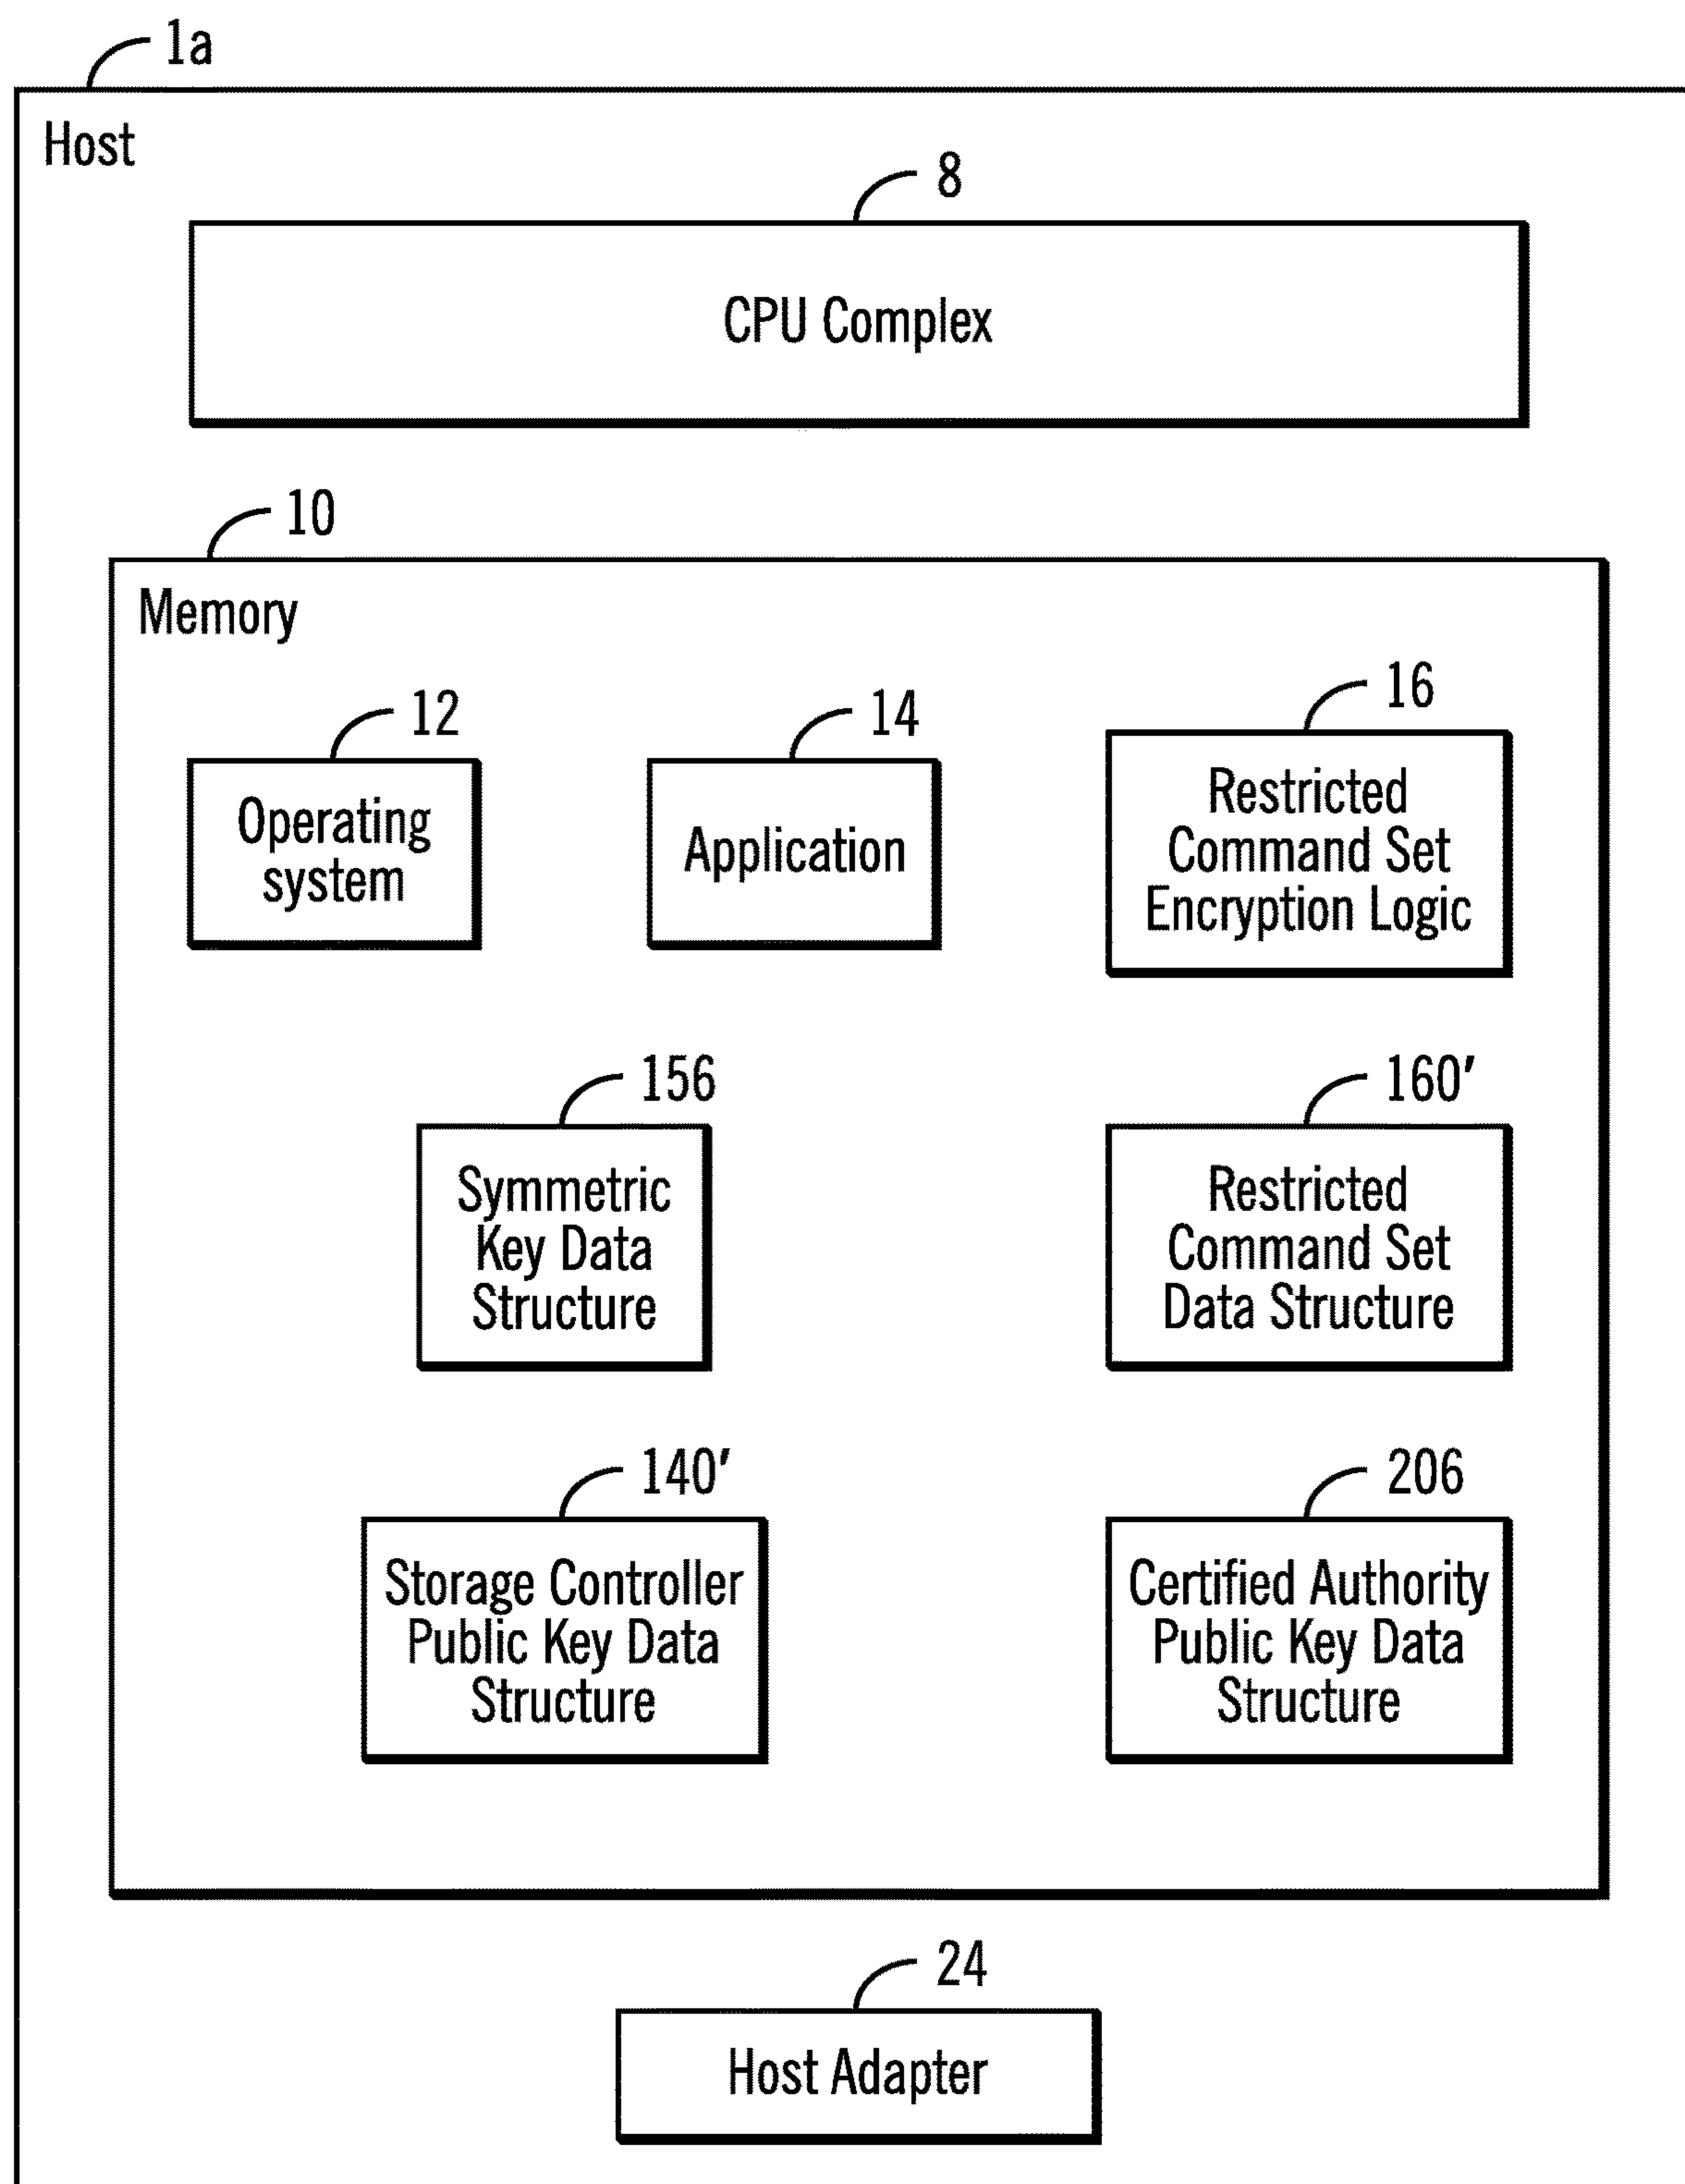 1a
Host
8
CPU Complex
10
Memory
12
Operating
system
14
Application
16
Restricted
Command Set
Encryption Logic
156
Symmetric
Key Data
Structure
160′
Restricted
Command Set
Data Structure
140′
Storage Controller
Public Key Data
Structure
206
Certified Authority
Public Key Data
Structure
24
Host Adapter